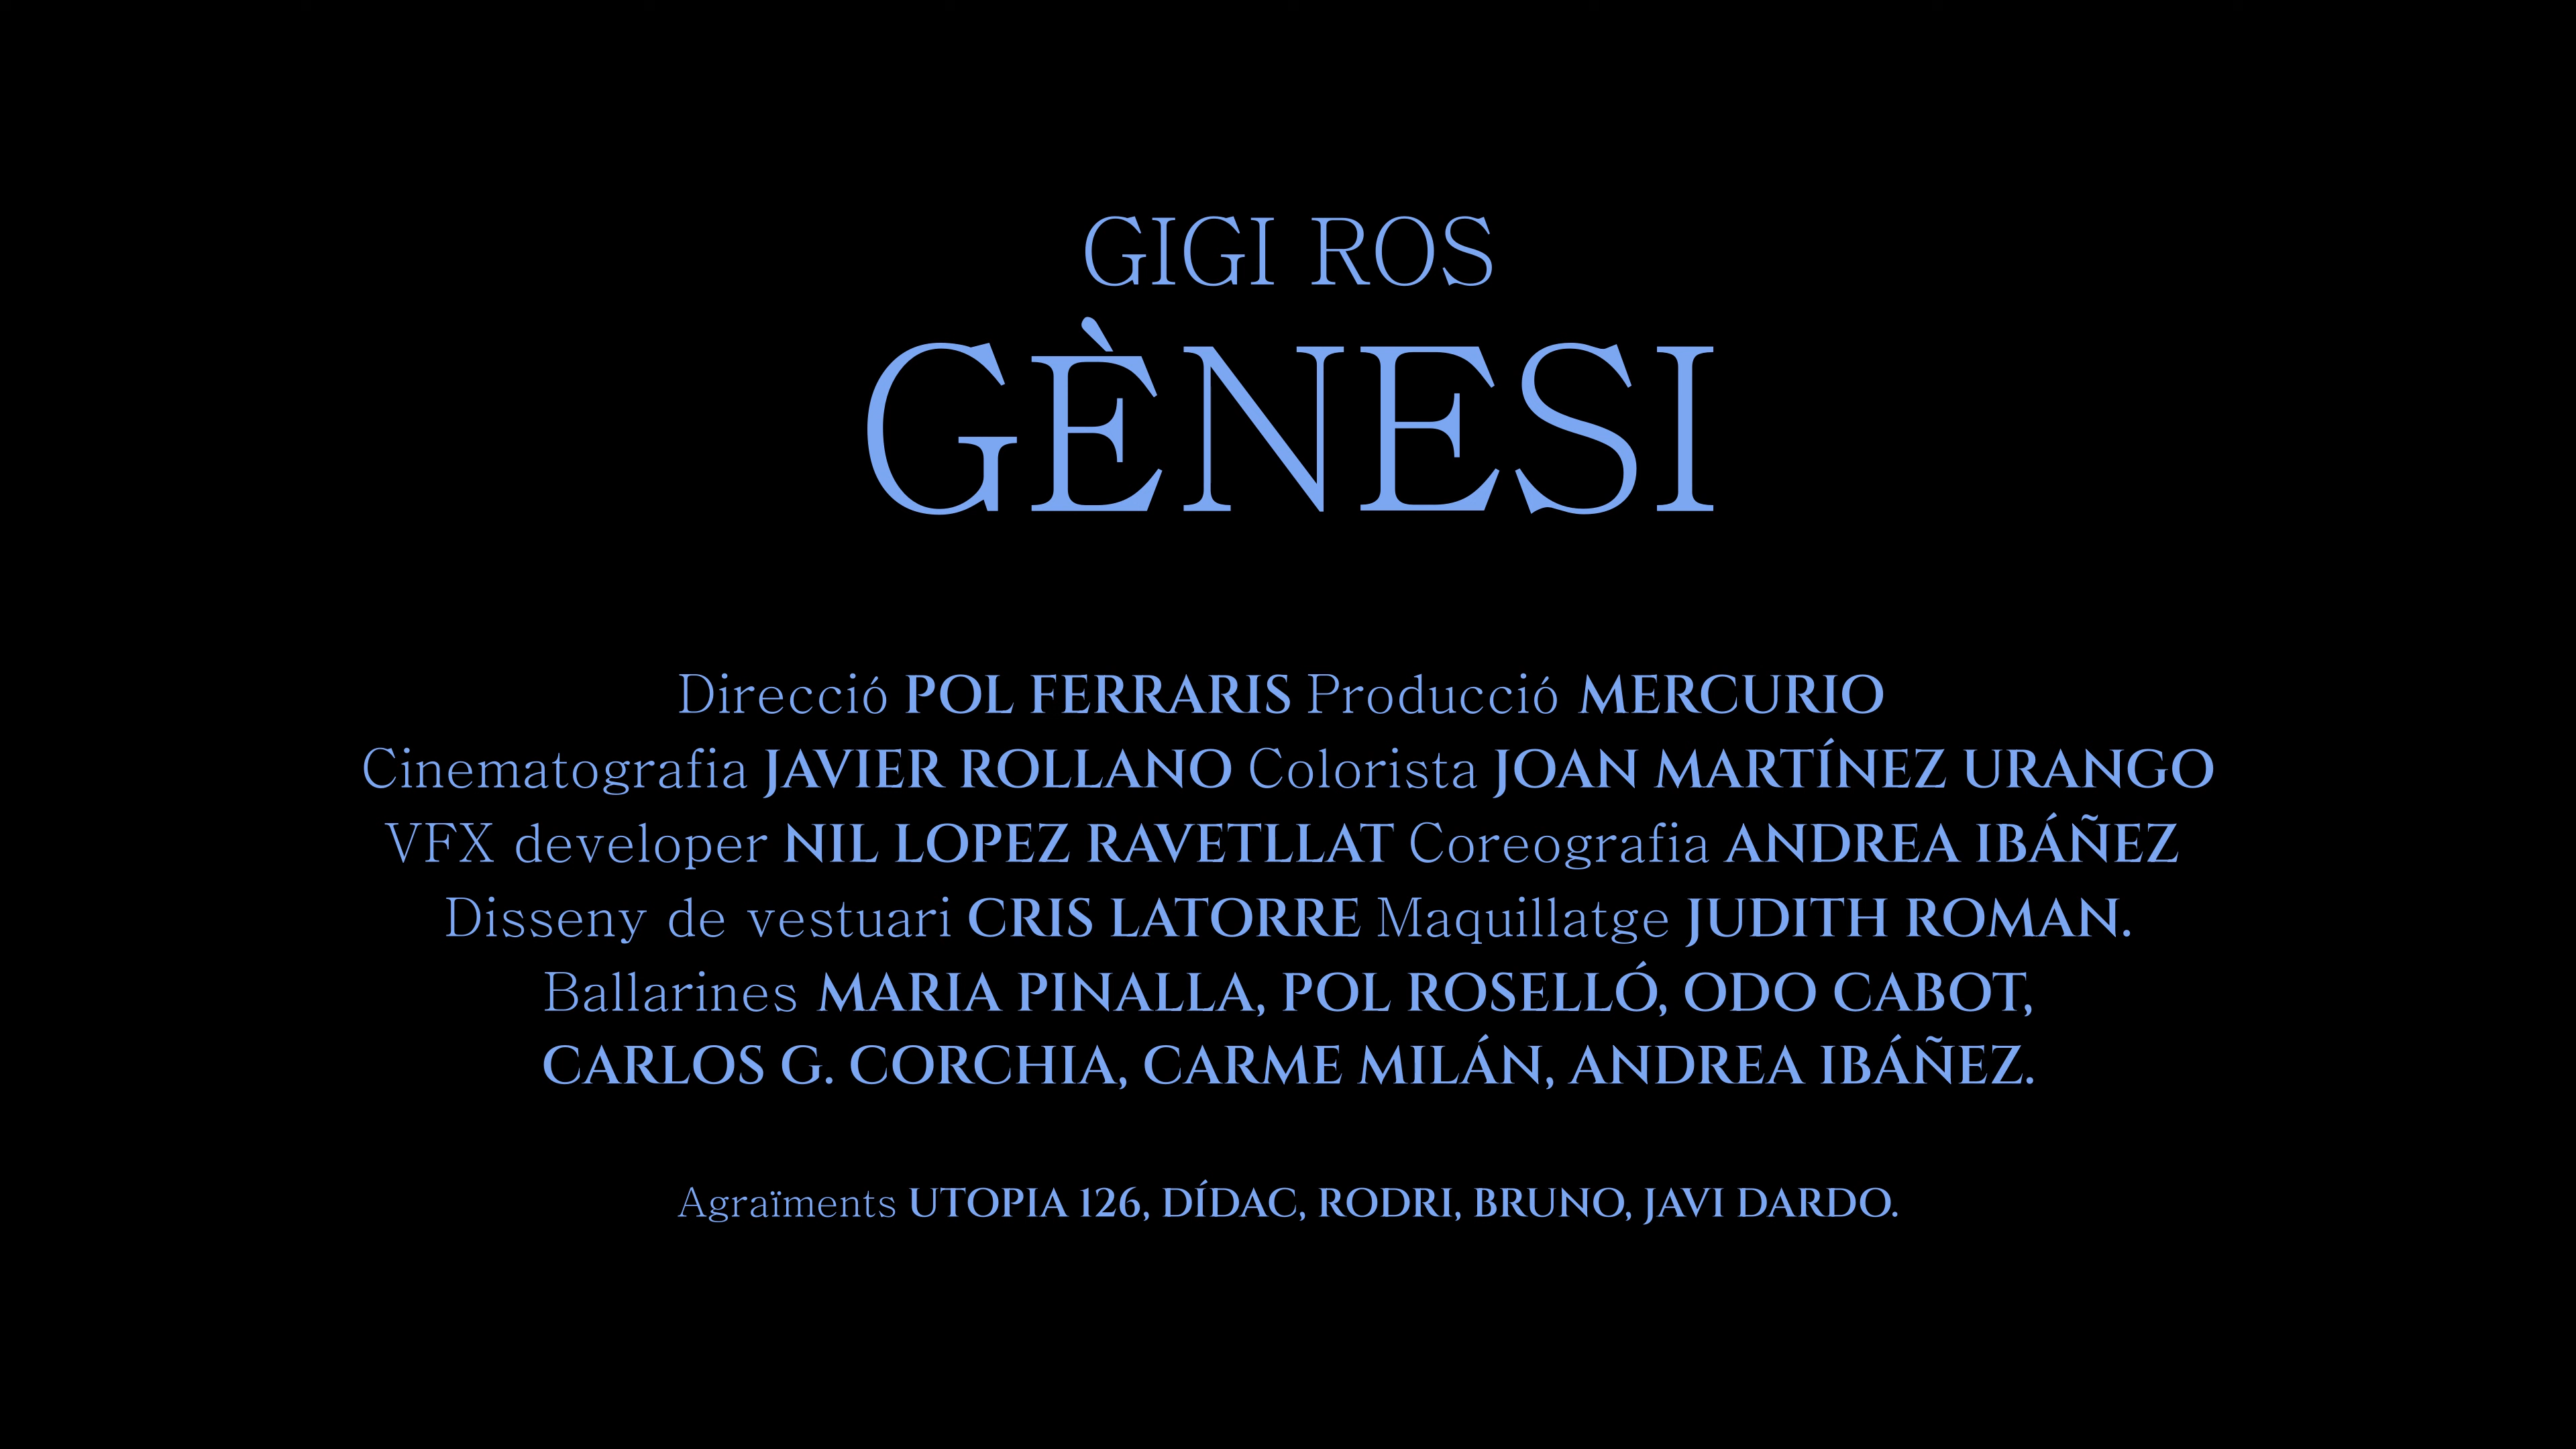 GIGI ROS
GÈNESI
Direcció POL FERRARIS Producció MERCURIO
Cinematografia JAVIER ROLLANO Colorista JOAN MARTÍNEZ URANGO
VFX developer NIL LOPEZ RAVETLLAT Coreografia ANDREA IBÁÑEZ
Disseny de vestuari CRIS LATORRE Maquillatge JUDITH ROMAN.
Ballarines MARIA PINALLA, POL ROSELLÓ, ODO CABOT,
CARLOS G. CORCHIA, CARME MILÁN, ANDREA IBÁÑEZ.
Agraïments UTOPIA 126, DÍDAC, RODRI, BRUNO, JAVI DARDO.